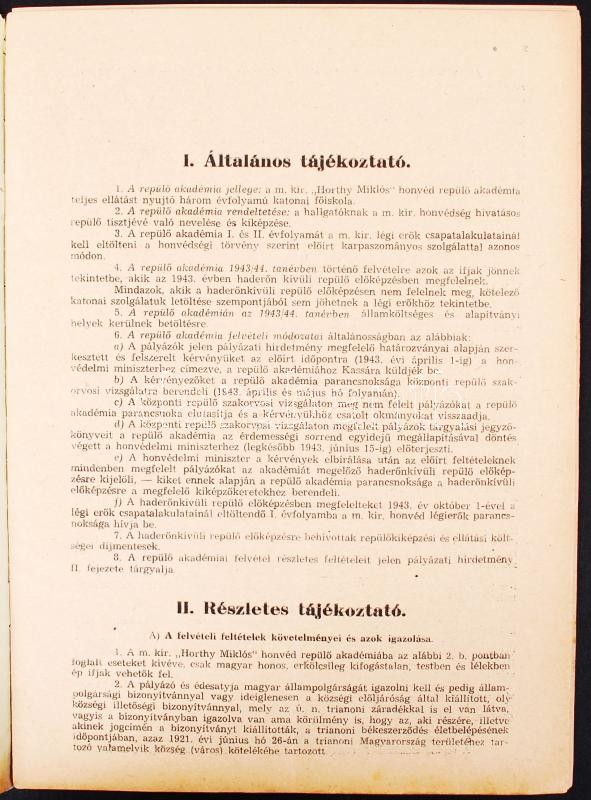 I. Általános tájékoztató.
1. A repülő akadémia jellege: a m. kir. „Horthy Miklós" honvéd repülő akadémia
teljes ellátást nyujtó három évfolyamú katonai főiskola.
2. A repülő akadémia rendeltetése: a hallgatóknak a m. kir. honvédség hivatásos
repülő tisztjévé való nevelése és kiképzése.
3. A repülő akadémia I. és II. évfolyamát a m. kir. légi erők csapatalakulatainál
kell eltölteni a honvédségi törvény szerint előírt karpaszományos szolgálattal azonos
módon.
4. A repülő akadémia 1943/44. tanévben történő felvételre azok az ifjak jönnek
tekintetbe, akik az 1943. évben haderőn kívüli repülő előképzésben megfelelnek.
Mindazok, akik a haderőnkívüli repülő előképzésen nem felelnek meg, kötelező
katonai szolgálatuk letöltése szempontjából sem jöhetnek a légi erőkhöz tekintetbe.
5. A repülő akadémián az 1943/44. tanévben államköltséges és alapítványi
helyek kerülnek betöltésre.
6. A repülő akadémia felvételi módozatai általánosságban az alábbiak:
a) A pályázók jelen pályázati hirdetmény megfelelő határozványai alapján szer-
kesztett és felszerelt kérvényüket az előírt időpontra (1943. évi április 1-ig) a hon-
védelmi miniszterhez címezve, a repülő akadémiához Kassára küldjék be.
b) A kérvényezőket a repülő akadémia parancsnoksága központi repülő szak-
orvosi vizsgálatra berendeli (1943. április és május hó folyamán).
c) A központi repülő szakorvosi vizsgálaton meg nem felelt pályázókat a repülő
akadémia parancsnoka elutasítja és a kérvényükhöz csatolt okmányokat visszaadja.
d) A központi repülő szakorvosi vizsgálaton megfelelt pályázók tárgyalási jegyző-
könyveit a repülő akadémia az érdemességi sorrend egyidejű megállapításával döntés
végett a honvédelmi miniszterhez (legkésőbb 1943. június 15-ig) előterjeszti.
e) A honvédelmi miniszter a kérvények elbírálása után az előírt feltételeknek
mindenben megfelelt pályázókat az akadémiát megelőző haderőnkívüli repülő előkép-
zésre kijelöli, — kiket ennek alapján a repülő akadémia parancsnoksága a haderőnkívüli
előképzésre a megfelelő kiképzőkeretekhez berendeli.
f) A haderőnkívüli repülő előképzésben megfelelteket 1943. év október 1-ével a
légi erők csapatalakulatainál eltöltendő I. évfolyamba a m. kir. honvéd légierők parancs-
noksága hívja be.
7. A haderőnkívüli repülő előképzésre behívottak repülőkiképzési és ellátási költ-
ségei díjmentesek.
8. A repülő akadémiai felvétel részletes feltételeit jelen pályázati hirdetmény
II. fejezete tárgyalja.
II. Részletes tájékoztató.
A) A felvételi feltételek követelményei és azok igazolása.
1. A m. kir. „Horthy Miklós" honvéd repülő akadémiába az alábbi 2. b. pontban
foglalt eseteket kivéve, csak magyar honos, erkölcsileg kifogástalan, testben és lélekben
ép ifjak vehetők fel.
2. A pályázó és édesatyja magyar állampolgárságát igazolni kell és pedig állam-
polgársági bizonyítvánnyal vagy ideiglenesen a községi előljáróság által kiállított, oly
községi illetőségi bizonyítvánnyal, mely az ú. n. trianoni záradékkal is el van látva,
vagyis a bizonyítványban igazolva van ama körülmény is, hogy az, aki részére, illetve
akinek jogcímén a bizonyítványt kiállították, a trianoni békeszerződés életbelépésének
időpontjában, azaz 1921. évi június hó 26-án a trianoni Magyarország területéhez tar-
tozó valamelyik község (város) kötelékébe tartozott